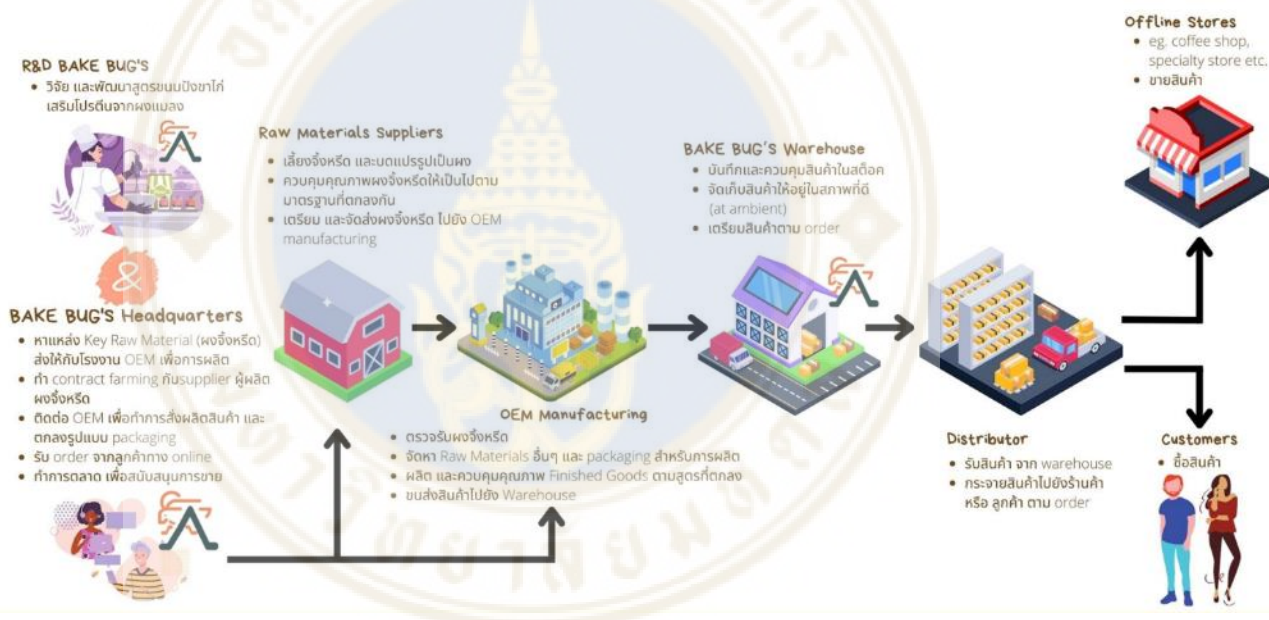 R&D BAKE BUG'S
• วิจัย และพัฒนาสูตรขนมปังขาไก่
เสริมโปรตีนจากผงแมลง
&
BAKE BUG'S Headquarters
• หาแหล่ง Key Raw Material (ผงจิ้งหรีด)
ส่งให้กับโรงงาน OEM เพื่อการผลิต
• ทำ contract farming กับsupplier ผู้ผลิต
ผงจิ้งหรีด
• ติดต่อ OEM เพื่อทำการสั่งผลิตสินค้า และ
ตกลงรูปแบบ packaging
• รับ order จากลูกค้าทาง online
• ทำการตลาด เพื่อสนับสนุนการขาย
Raw Materials Suppliers
• เลี้ยงจิ้งหรีด และบดแปรรูปเป็นผง
• ควบคุมคุณภาพผงจิ้งหรีดให้เป็นไปตาม
มาตรฐานที่ตกลงกัน
• เตรียม และจัดส่งผงจิ้งหรีด ไปยัง OEM
manufacturing
OEM Manufacturing
• ตรวจรับผงจิ้งหรีด
• จัดหา Raw Materials อื่นๆ และ packaging สำหรับการผลิต
• ผลิต และควบคุมคุณภาพ Finished Goods ตามสูตรที่ตกลง
• ขนส่งสินค้าไปยัง Warehouse
BAKE BUG'S Warehouse
• บันทึกและควบคุมสินค้าในสต็อค
• จัดเก็บสินค้าให้อยู่ในสภาพที่ดี
(at ambient)
• เตรียมสินค้าตาม order
Distributor
• รับสินค้า จาก warehouse
• กระจายสินค้าไปยังร้านค้า
หรือ ลูกค้า ตาม order
Offline Stores
• eg. coffee shop,
specialty store etc.
• ขายสินค้า
Customers
• ซื้อสินค้า